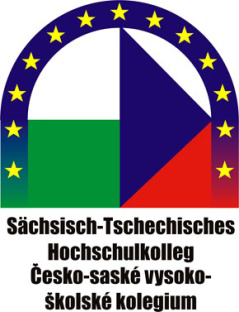 Sächsisch-Tschechisches
Hochschulkolleg
Česko-saské vysoko-
školské kolegium